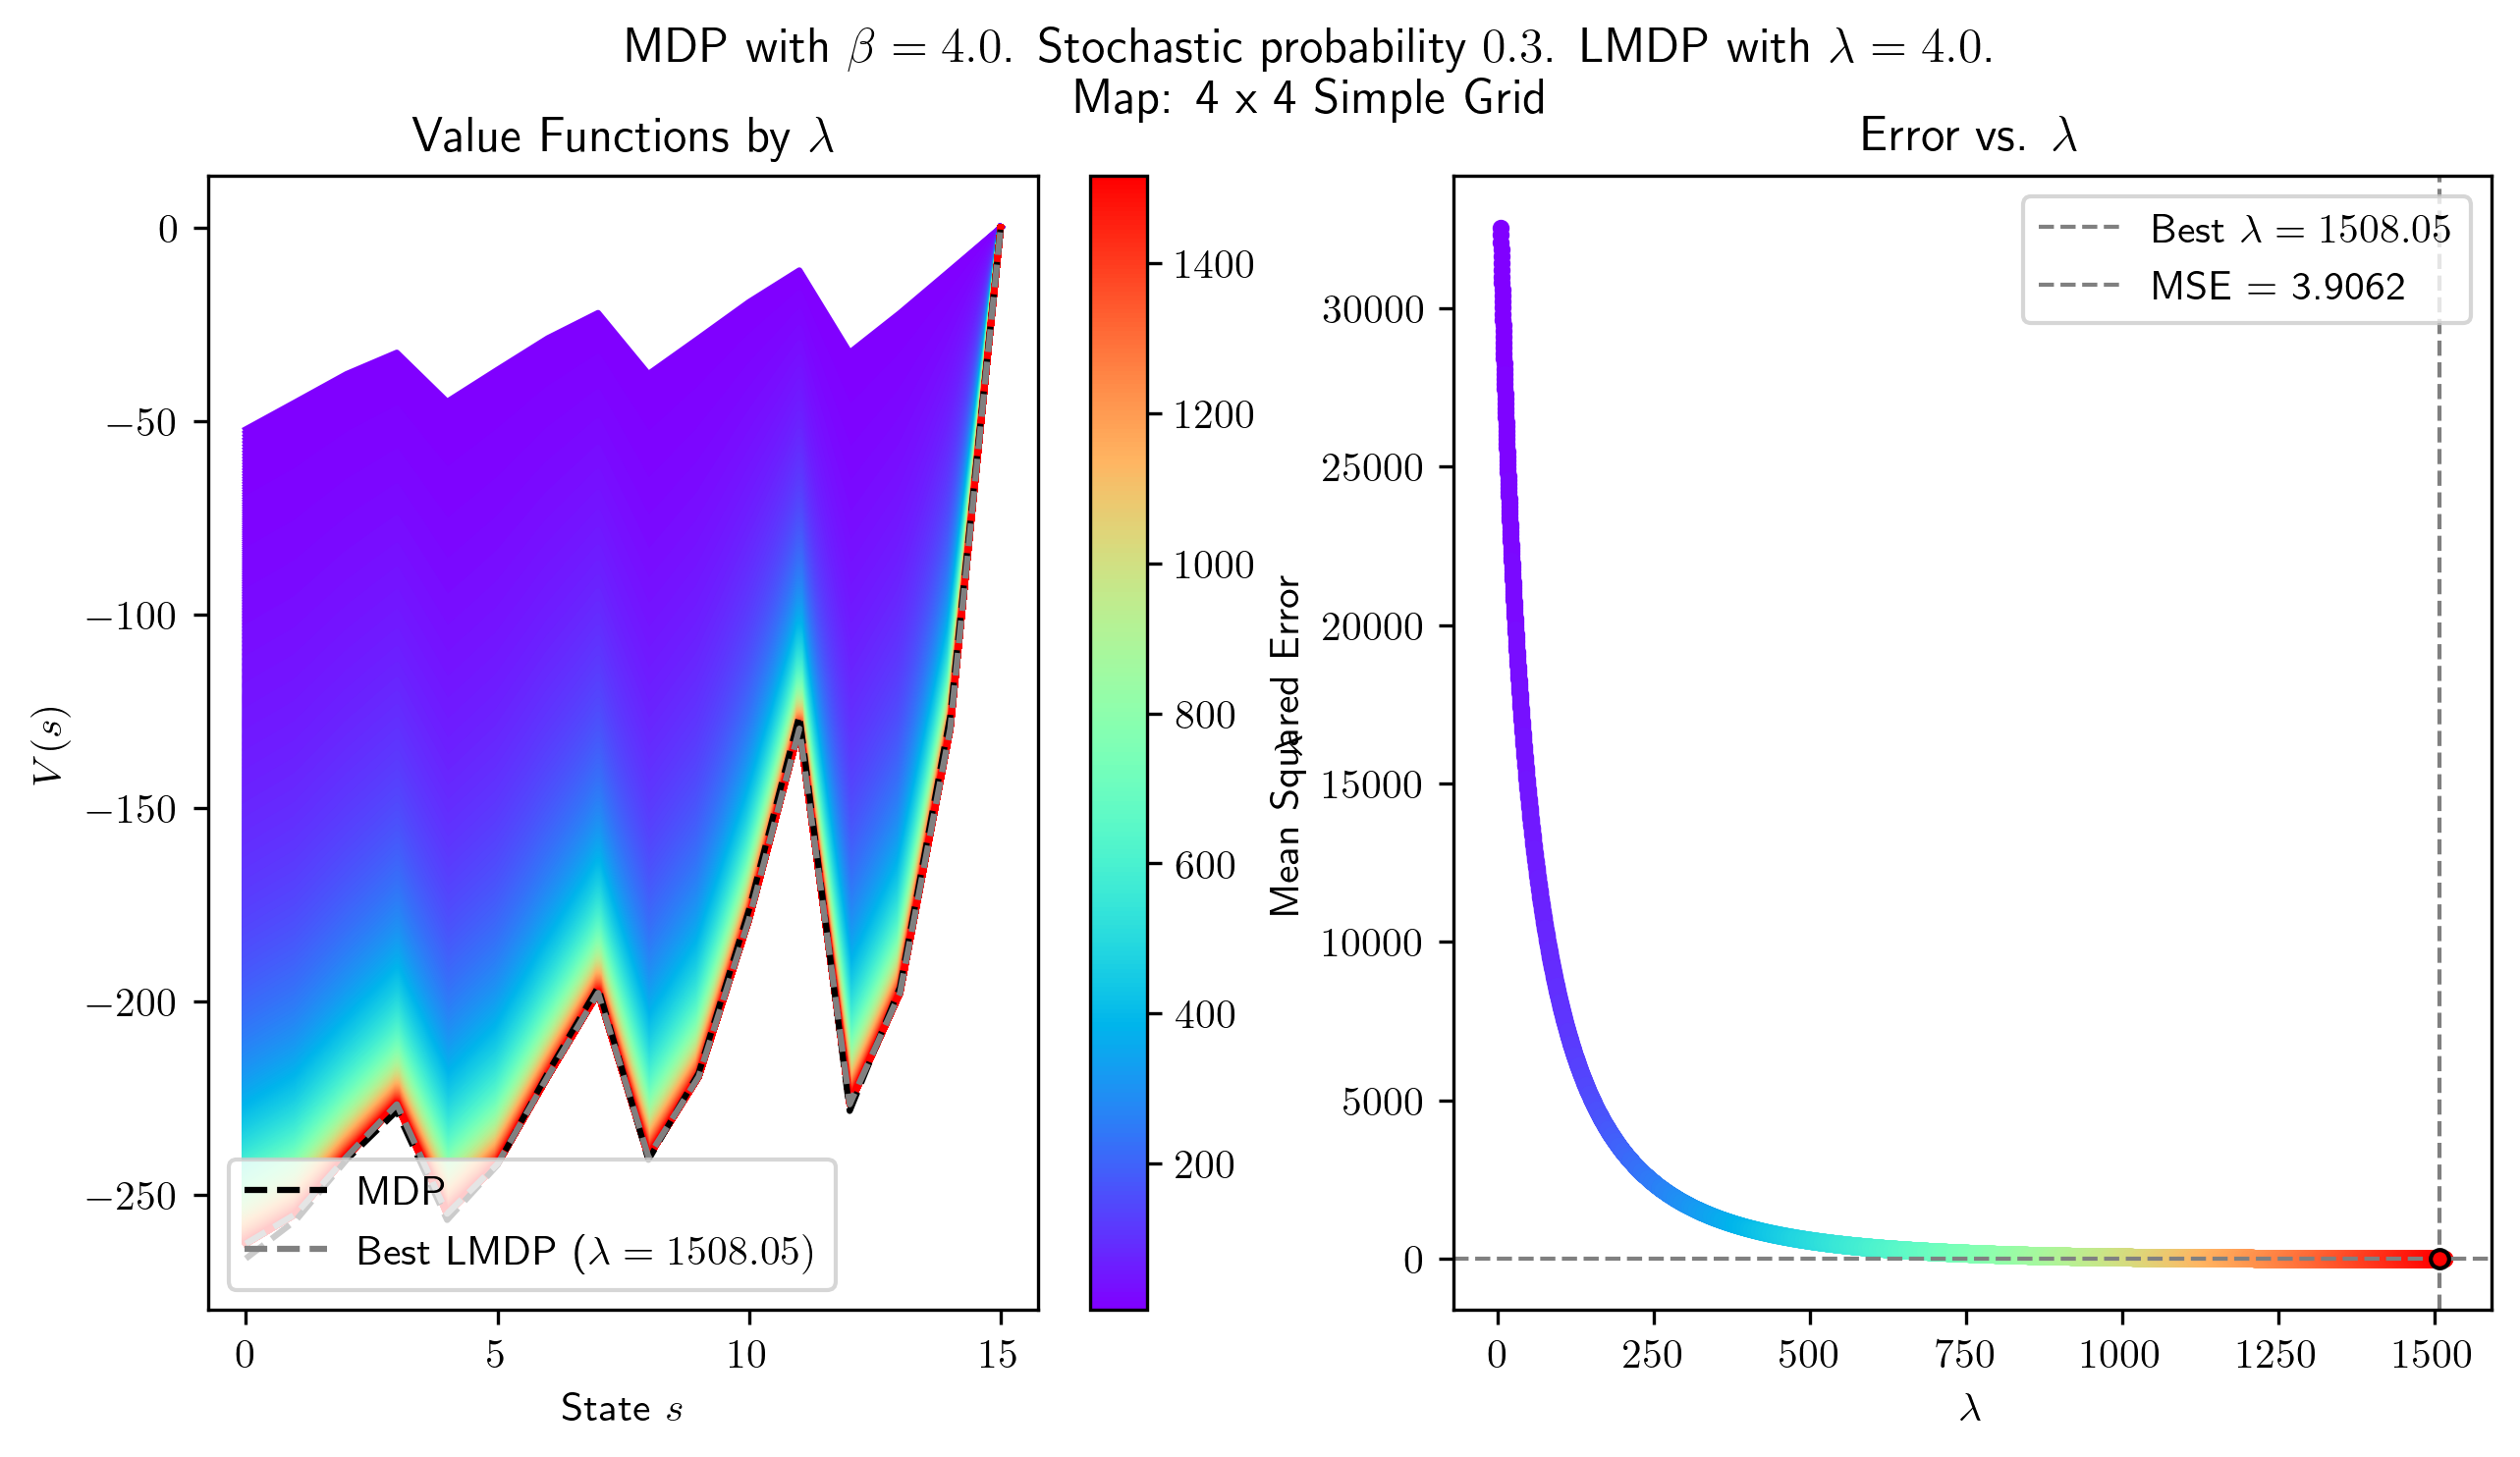 MDP with β = 4.0. Stochastic probability 0.3. LMDP with λ = 4.0.
Map: 4 x 4 Simple Grid
Value Functions by λ
V(s)
0
−50
−100
−150
−200
−250
MDP
Best LMDP (λ = 1508.05)
0
5
10
15
State s
1400
1200
1000
800
600
400
200
λ
Error vs. λ
Mean Squared Error
30000
25000
20000
15000
10000
5000
0
Best λ = 1508.05
MSE = 3.9062
0
250
500
750
1000
1250
1500
λ